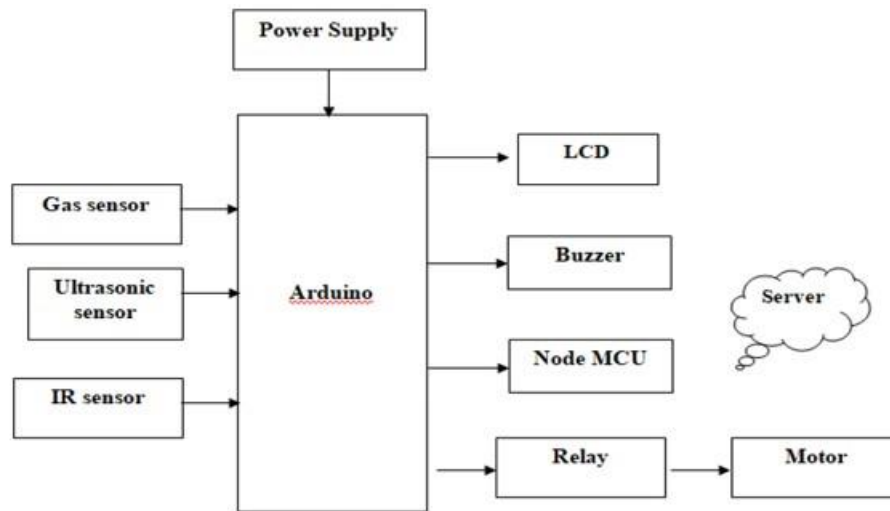 Power Supply
LCD
Gas sensor
Buzzer
Ultrasonic
sensor
Arduino
Server
Node MCU
IR sensor
Relay
Motor